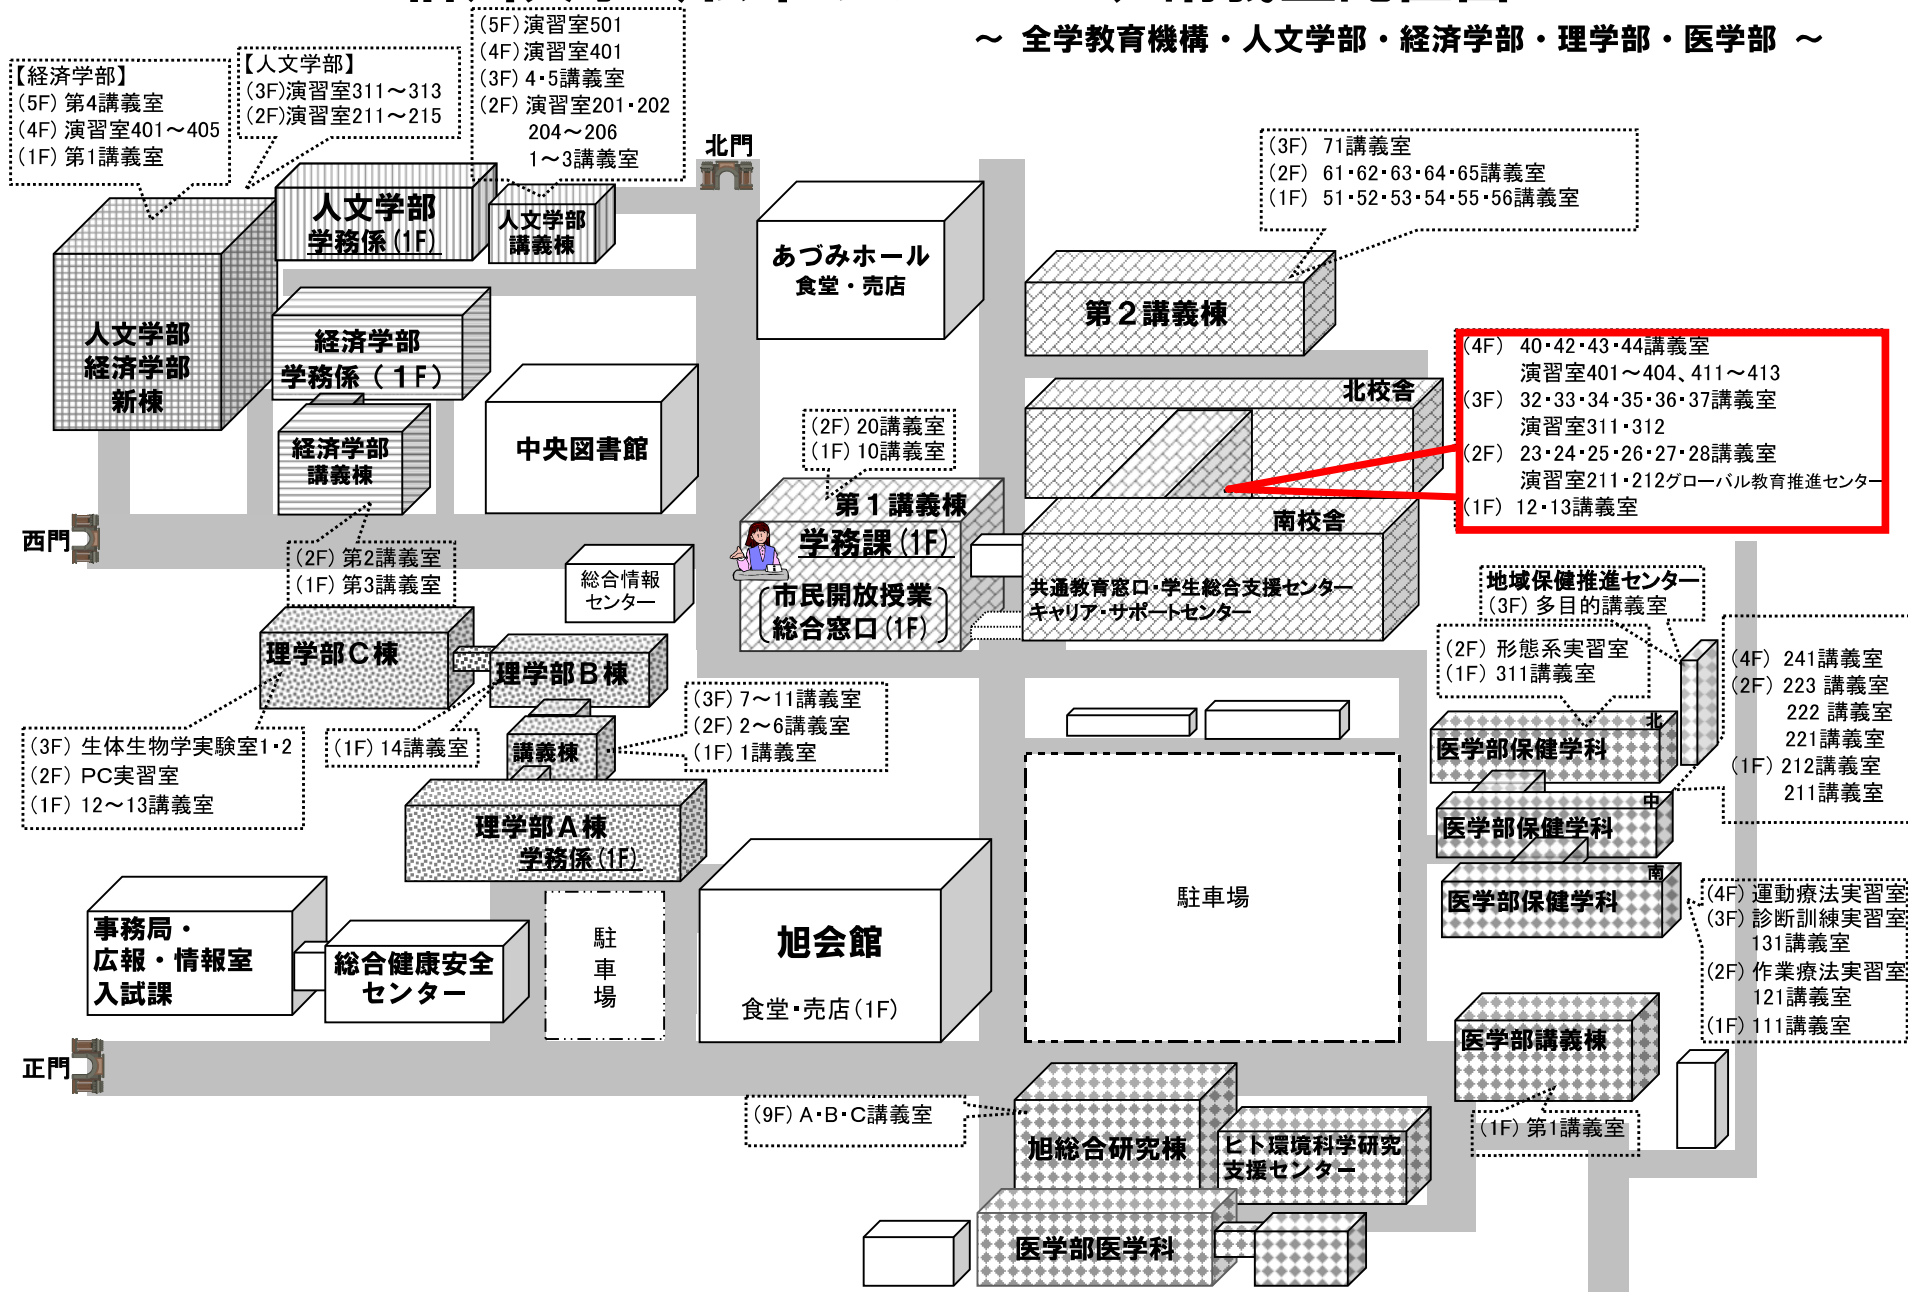 ～ 全学教育機構・人文学部・経済学部・理学部・医学部 ～
【経済学部】
(5F) 第4講義室
(4F) 演習室401～405
(1F) 第1講義室
【人文学部】
(3F)演習室311～313
(2F)演習室211～215
(5F) 演習室501
(4F) 演習室401
(3F) 4・5講義室
(2F) 演習室201・202
204～206
1～3講義室
北門
(3F) 71講義室
(2F) 61・62・63・64・65講義室
(1F) 51・52・53・54・55・56講義室
人文学部
学務係(1F)
人文学部
講義棟
あづみホール
食堂・売店
第２講義棟
人文学部
経済学部
新棟
経済学部
学務係（１F）
経済学部
講義棟
中央図書館
(2F) 20講義室
(1F) 10講義室
北校舎
(4F) 40・42・43・44講義室
演習室401～404、411～413
(3F) 32・33・34・35・36・37講義室
演習室311・312
(2F) 23・24・25・26・27・28講義室
演習室211・212グローバル教育推進センター
(1F) 12・13講義室
西門
(2F) 第2講義室
(1F) 第3講義室
総合情報
センター
第１講義棟
学務課(1F)
市民開放授業
総合窓口(1F)
南校舎
共通教育窓口・学生総合支援センター
キャリア・サポートセンター
地域保健推進センター
(3F) 多目的講義室
(2F) 形態系実習室
(1F) 311講義室
(4F) 241講義室
(2F) 223 講義室
222 講義室
221講義室
(1F) 212講義室
211講義室
理学部Ｃ棟
理学部Ｂ棟
(3F) 7～11講義室
(2F) 2～6講義室
(1F) 1講義室
(3F) 生体生物学実験室1・2
(2F) PC実習室
(1F) 12～13講義室
(1F) 14講義室
講義棟
理学部Ａ棟
学務係(1F)
北
医学部保健学科
中
医学部保健学科
南
医学部保健学科
(4F) 運動療法実習室
(3F) 診断訓練実習室
131講義室
(2F) 作業療法実習室
121講義室
(1F) 111講義室
事務局・
広報・情報室
入試課
総合健康安全
センター
駐車場
旭会館
食堂・売店(1F)
駐車場
医学部講義棟
(1F) 第1講義室
正門
(9F) A・B・C講義室
旭総合研究棟
ヒト環境科学研究
支援センター
医学部医学科